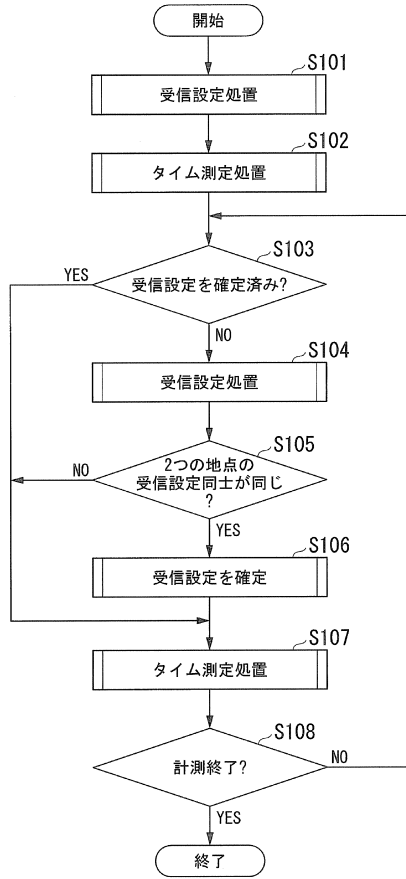 開始
S101
受信設定処置
S102
タイム測定処置
S103
受信設定を確定済み?
YES
NO
S104
受信設定処置
S105
2つの地点の
受信設定同士が同じ
?
NO
YES
S106
受信設定を確定
S107
タイム測定処置
S108
計測終了?
NO
YES
終了